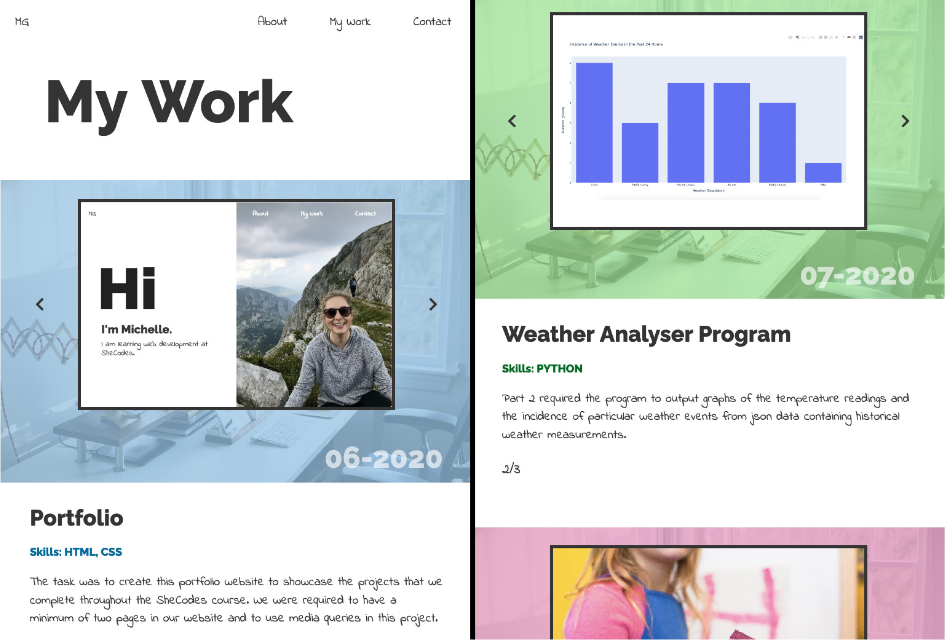 MG
About
My Work
Contact
My Work
MG
About
My Work
Contact
Hi
I'm Michelle.
I am learning web development at
SheCodes.
06-2020
Portfolio
Skills: HTML, CSS
The task was to create this portfolio website to showcase the projects that we
complete throughout the SheCodes course. We were required to have a
minimum of two pages in our website and to use media queries in this project.
Incidence of Weather Events in the Past 24 Hours
Weather Description
07-2020
Weather Analyser Program
Skills: PYTHON
Part 2 required the program to output graphs of the temperature readings and
the incidence of particular weather events from json data containing historical
weather measurements.
2/3